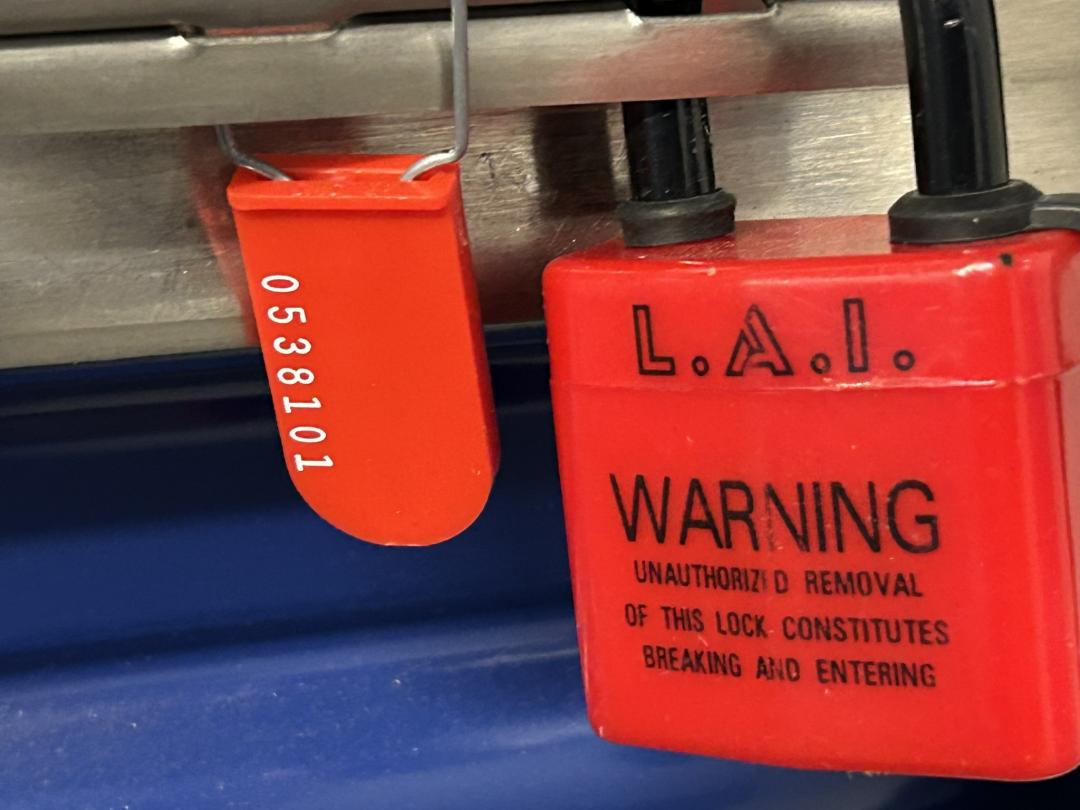 0538101
L.A.I.
WARNING
UNAUTHORIZED REMOVAL
OF THIS LOCK CONSTITUTES
BREAKING AND ENTERING